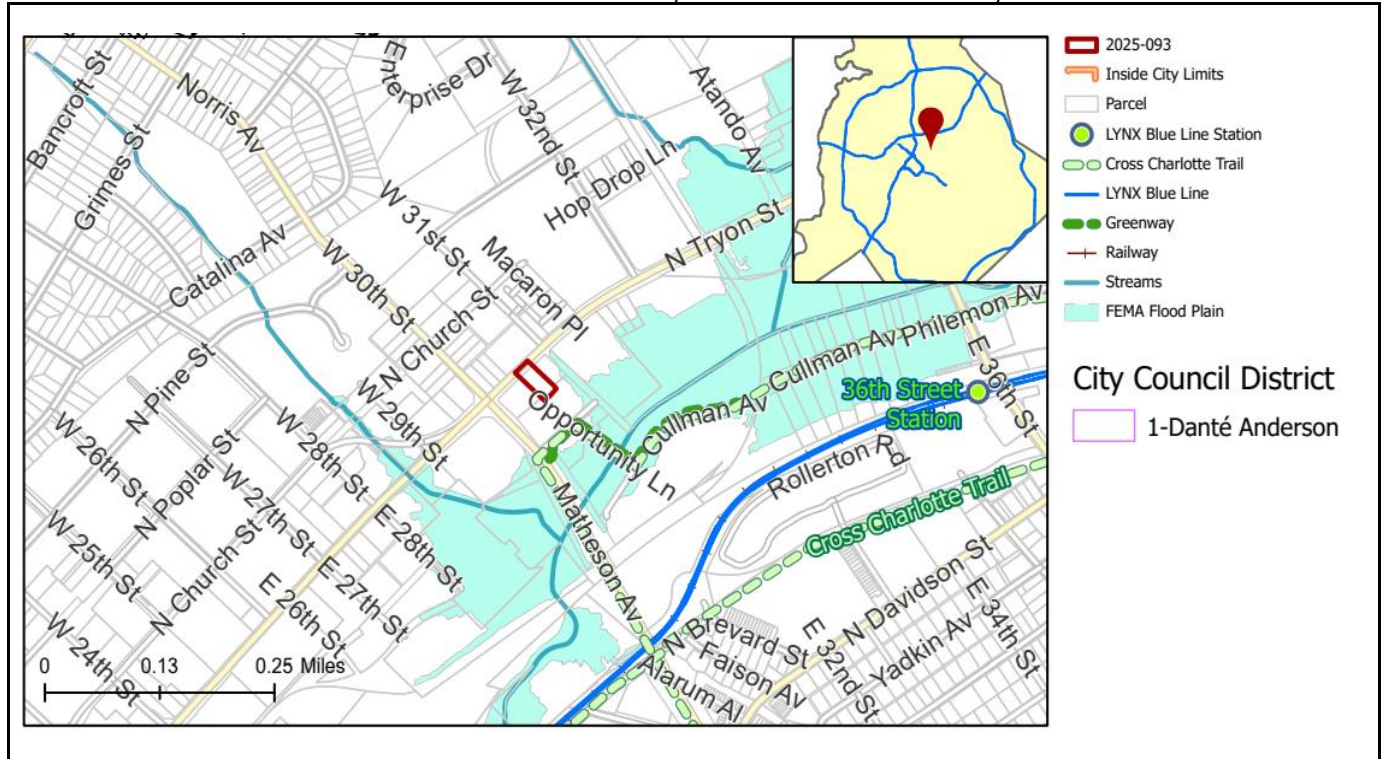 Bancroft St
Grimes St
Norris Av
Enterprise Dr
W 32nd St
Atando Av
Hop Drop Ln
W 31st St
Macaron Pl
N Tryon St
Catalina Av
W 30th St
N Church St
N Pine St
W 29th St
Opportunity Ln
Cullman Av
Philemon Av
E 36th St
36th Street
Station
Cullman Av
W 26th St
N Poplar St
W 28th St
W 27th St
E 28th St
Rollerton Rd
Matheson Av
Cross Charlotte Trail
W 25th St
N Church St
E 27th St
E 26th St
W 24th St
N Davidson St
N Brevard St
E 32nd St
E 34th St
Yadkin Av
Faison Av
Alarum Al
0 0.13 0.25 Miles
2025-093
Inside City Limits
Parcel
LYNX Blue Line Station
Cross Charlotte Trail
LYNX Blue Line
Greenway
Railway
Streams
FEMA Flood Plain
City Council District
1-Danté Anderson